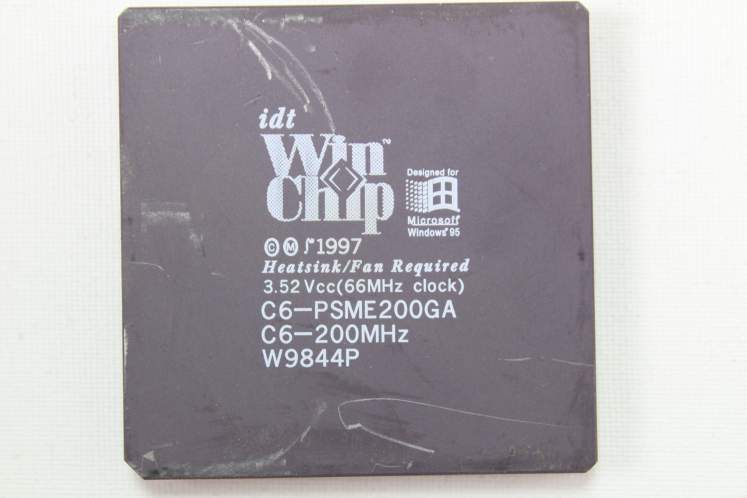 idt
Win™
Chip
Designed for
Microsoft®
Windows®95
© Ⓜ ∫ 1997
Heatsink/Fan Required
3.52 Vcc(66MHz clock)
C6-PSME200GA
C6-200MHz
W9844P